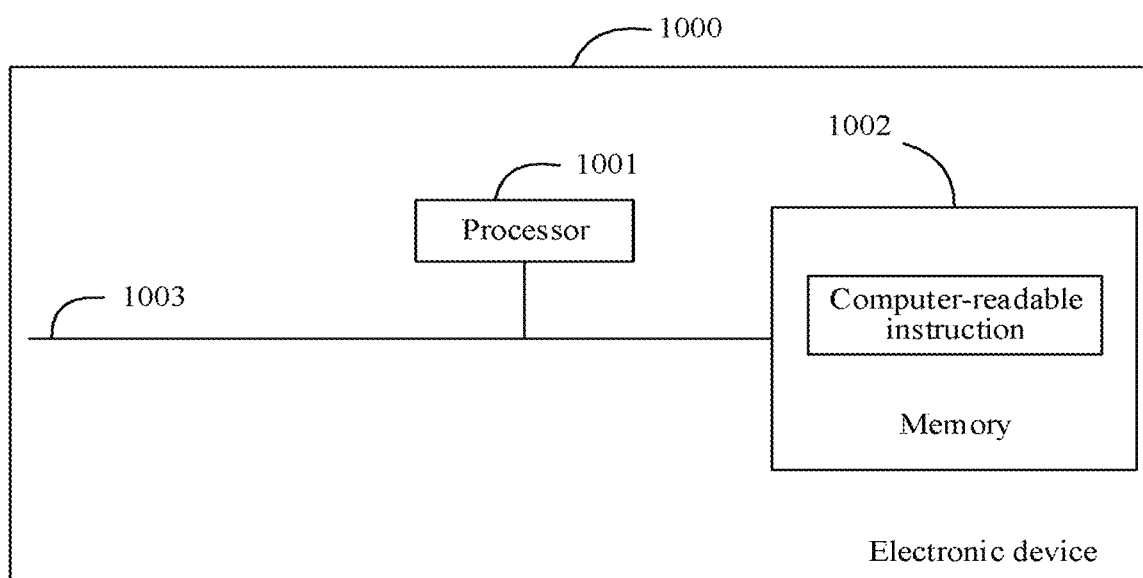 1000
1002
1001
Processor
1003
Computer-readable
instruction
Memory
Electronic device